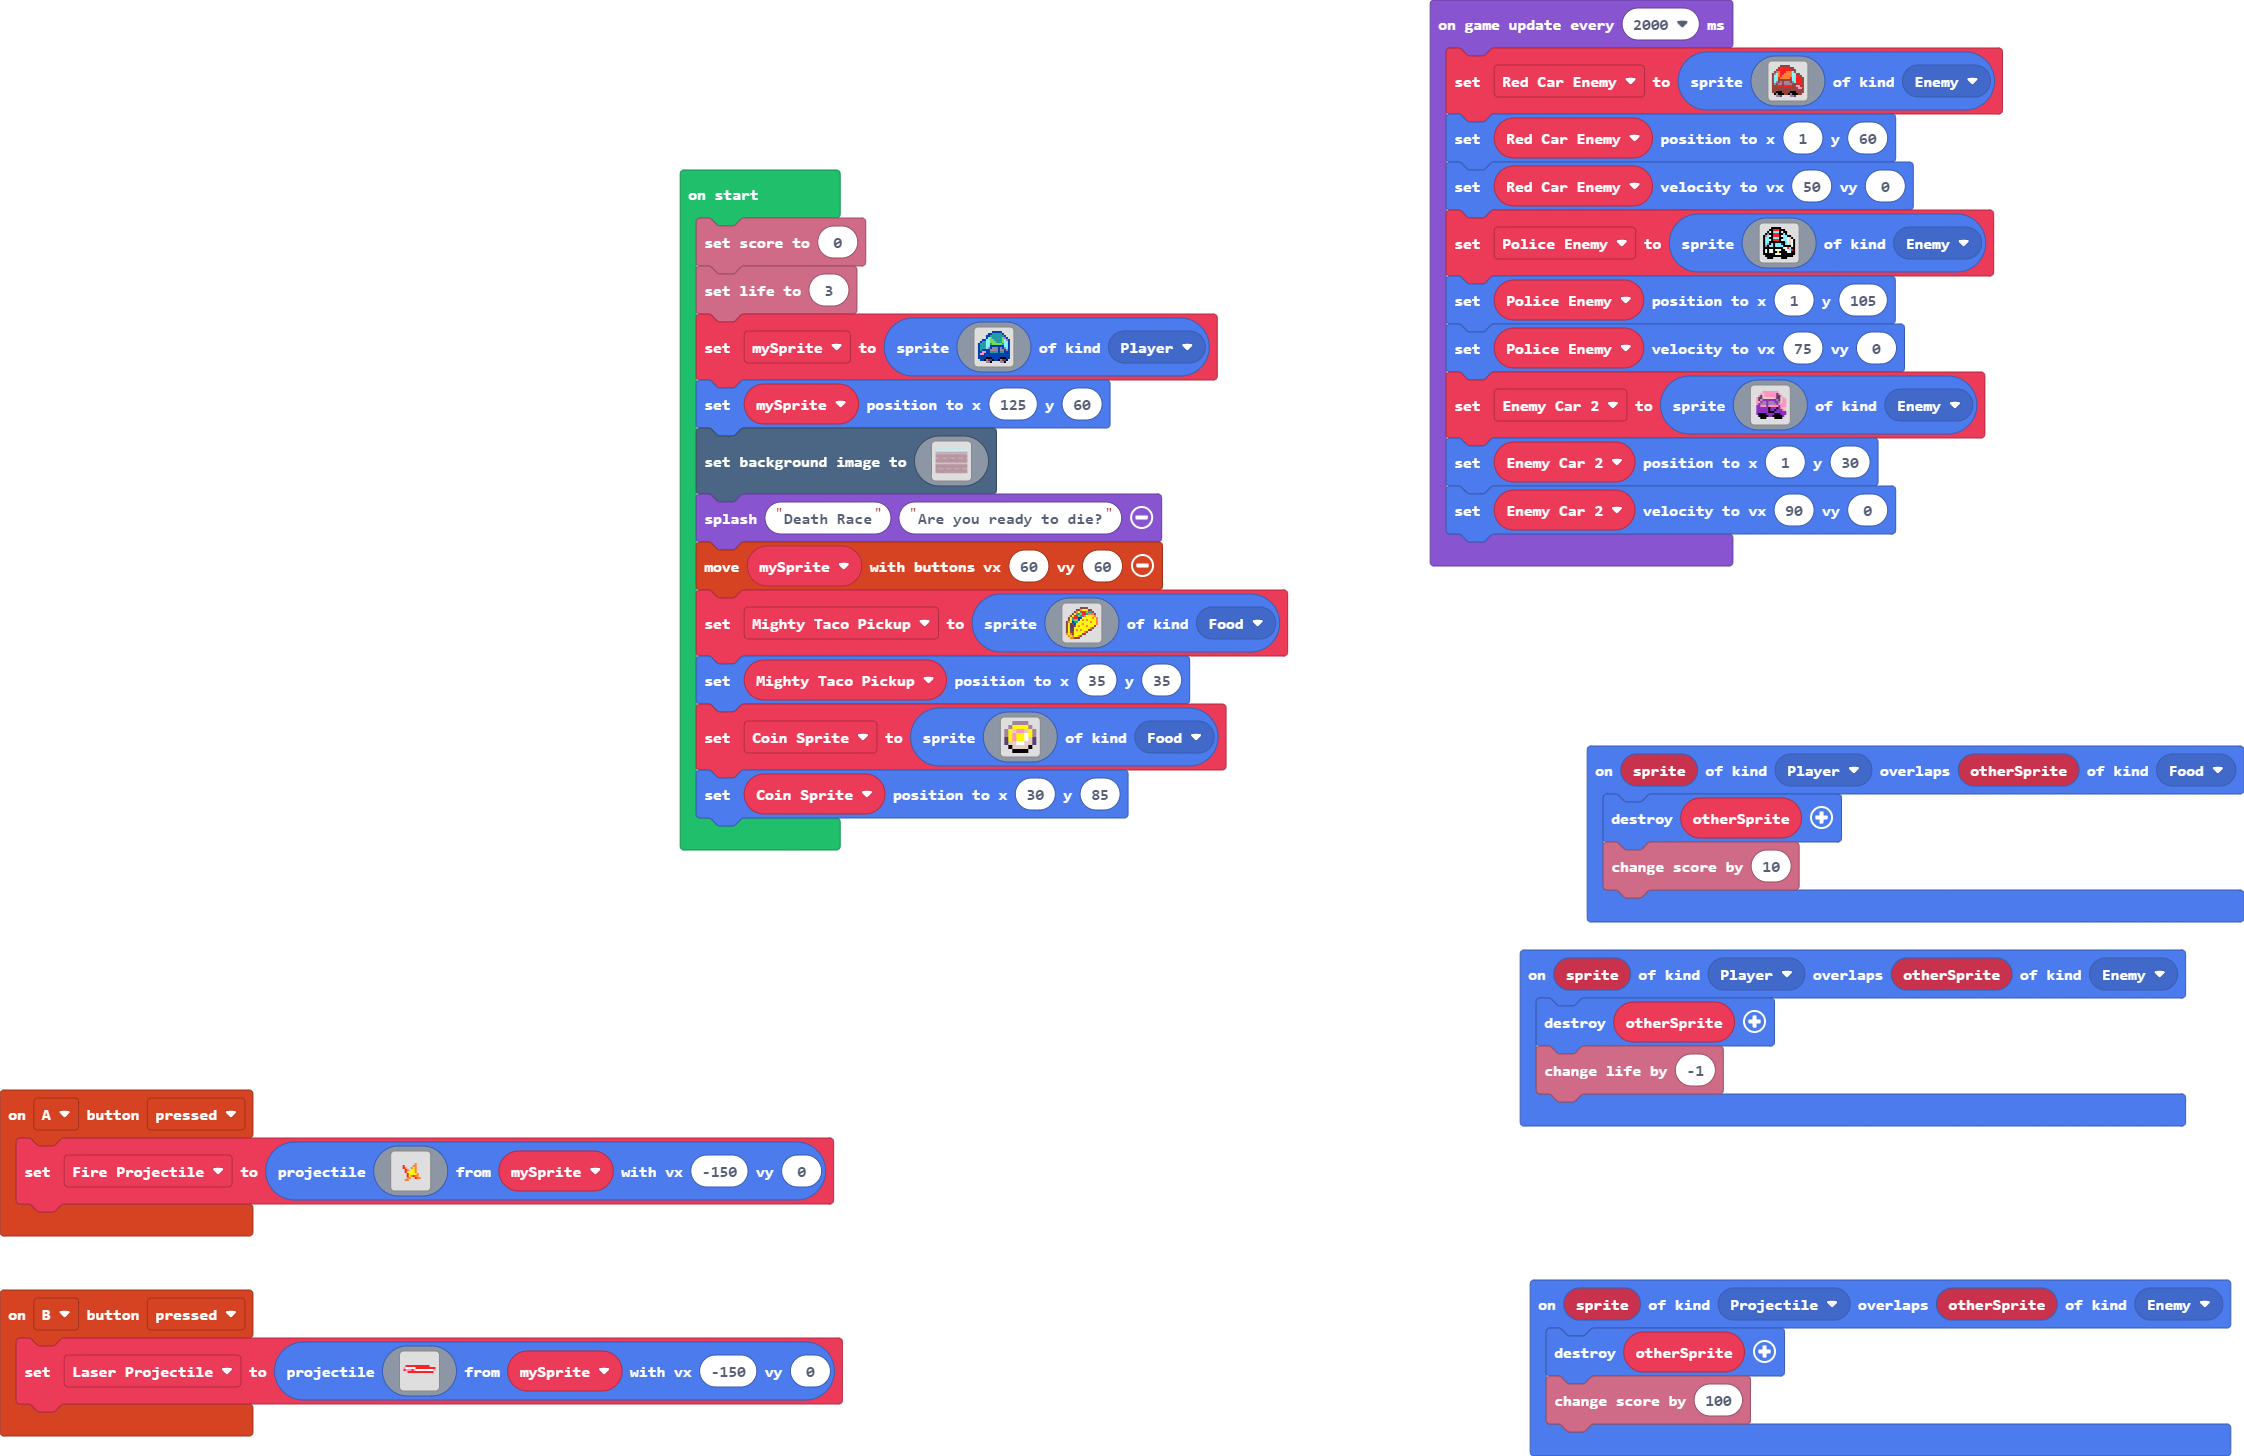 on start
set score to 0
set life to 3
set mySprite to sprite of kind Player
set mySprite position to x 125 y 60
set background image to
splash "Death Race" "Are you ready to die?"
move mySprite with buttons vx 60 vy 60
set Mighty Taco Pickup to sprite of kind Food
set Mighty Taco Pickup position to x 35 y 35
set Coin Sprite to sprite of kind Food
set Coin Sprite position to x 30 y 85
on game update every 2000 ms
set Red Car Enemy to sprite of kind Enemy
set Red Car Enemy position to x 1 y 60
set Red Car Enemy velocity to vx 50 vy 0
set Police Enemy to sprite of kind Enemy
set Police Enemy position to x 1 y 105
set Police Enemy velocity to vx 75 vy 0
set Enemy Car 2 to sprite of kind Enemy
set Enemy Car 2 position to x 1 y 30
set Enemy Car 2 velocity to vx 90 vy 0
on sprite of kind Player overlaps otherSprite of kind Food
destroy otherSprite
change score by 10
on sprite of kind Player overlaps otherSprite of kind Enemy
destroy otherSprite
change life by -1
on A button pressed
set Fire Projectile to projectile from mySprite with vx -150 vy 0
on B button pressed
set Laser Projectile to projectile from mySprite with vx -150 vy 0
on sprite of kind Projectile overlaps otherSprite of kind Enemy
destroy otherSprite
change score by 100